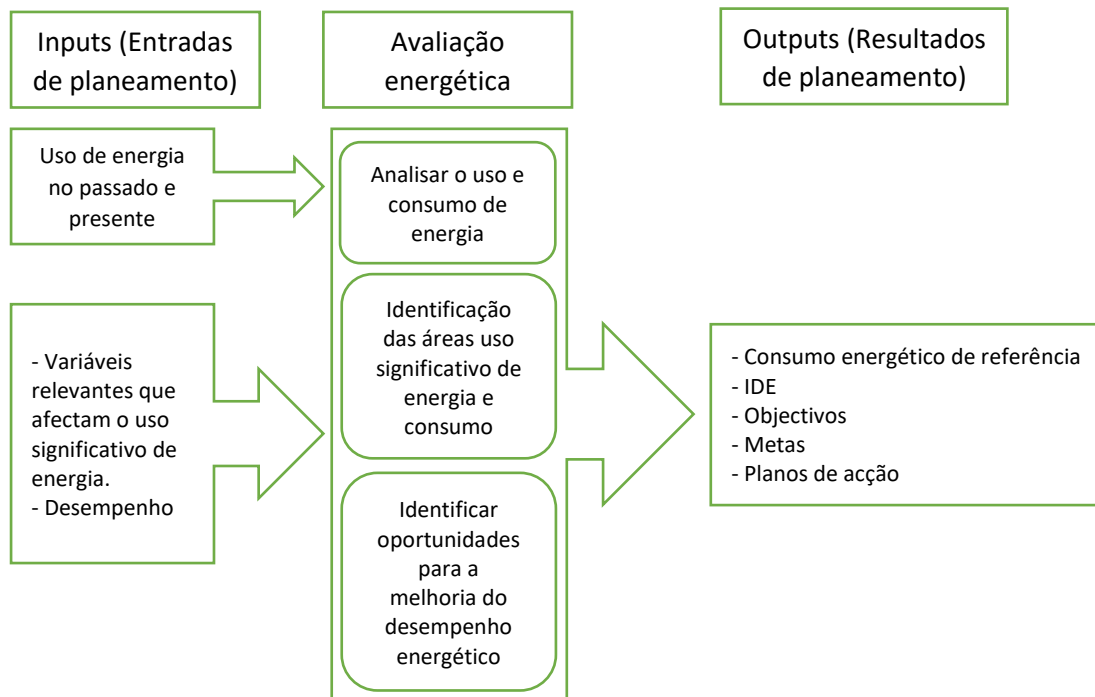 Inputs (Entradas
de planeamento)
Avaliação
energética
Outputs (Resultados
de planeamento)
Uso de energia
no passado e
presente
Analisar o uso e
consumo de
energia
- Variáveis
relevantes que
afectam o uso
significativo de
energia.
- Desempenho
Identificação
das áreas uso
significativo de
energia e
consumo
Identificar
oportunidades
para a
melhoria do
desempenho
energético
- Consumo energético de referência
- IDE
- Objectivos
- Metas
- Planos de acção